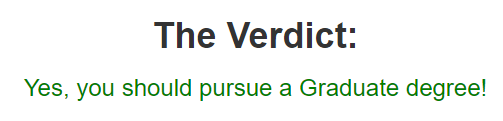 The Verdict:
Yes, you should pursue a Graduate degree!